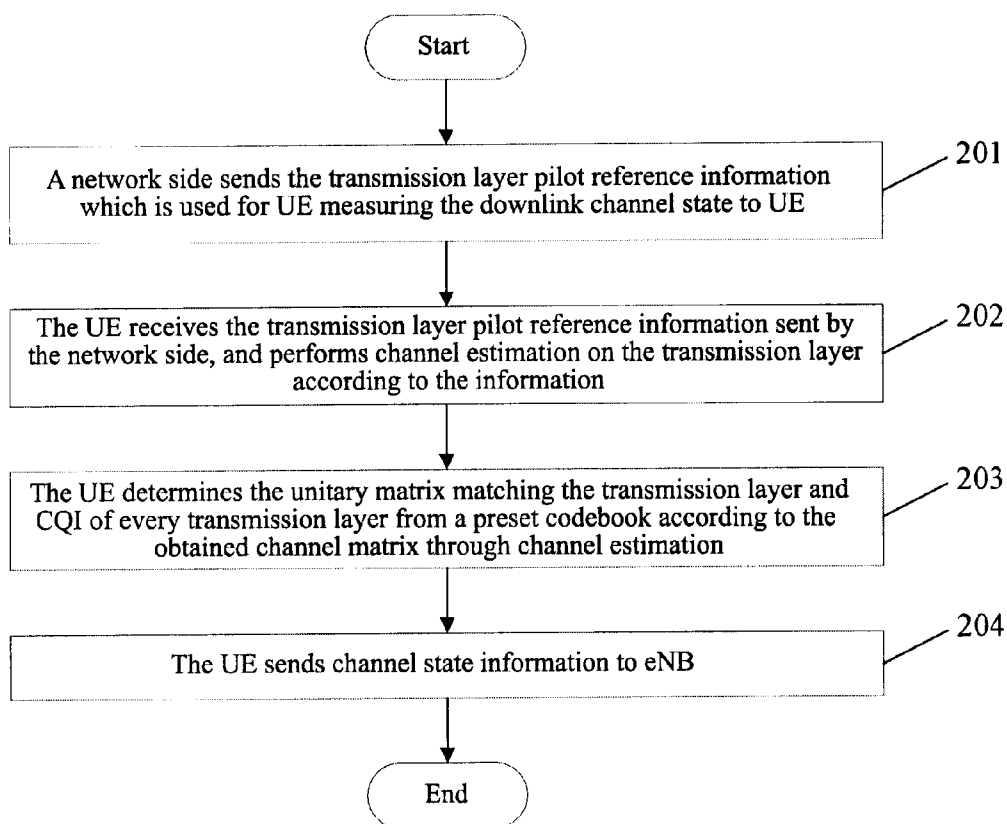 Start
A network side sends the transmission layer pilot reference information
which is used for UE measuring the downlink channel state to UE
201
The UE receives the transmission layer pilot reference information sent by
the network side, and performs channel estimation on the transmission layer
according to the information
202
The UE determines the unitary matrix matching the transmission layer and
CQI of every transmission layer from a preset codebook according to the
obtained channel matrix through channel estimation
203
The UE sends channel state information to eNB
204
End